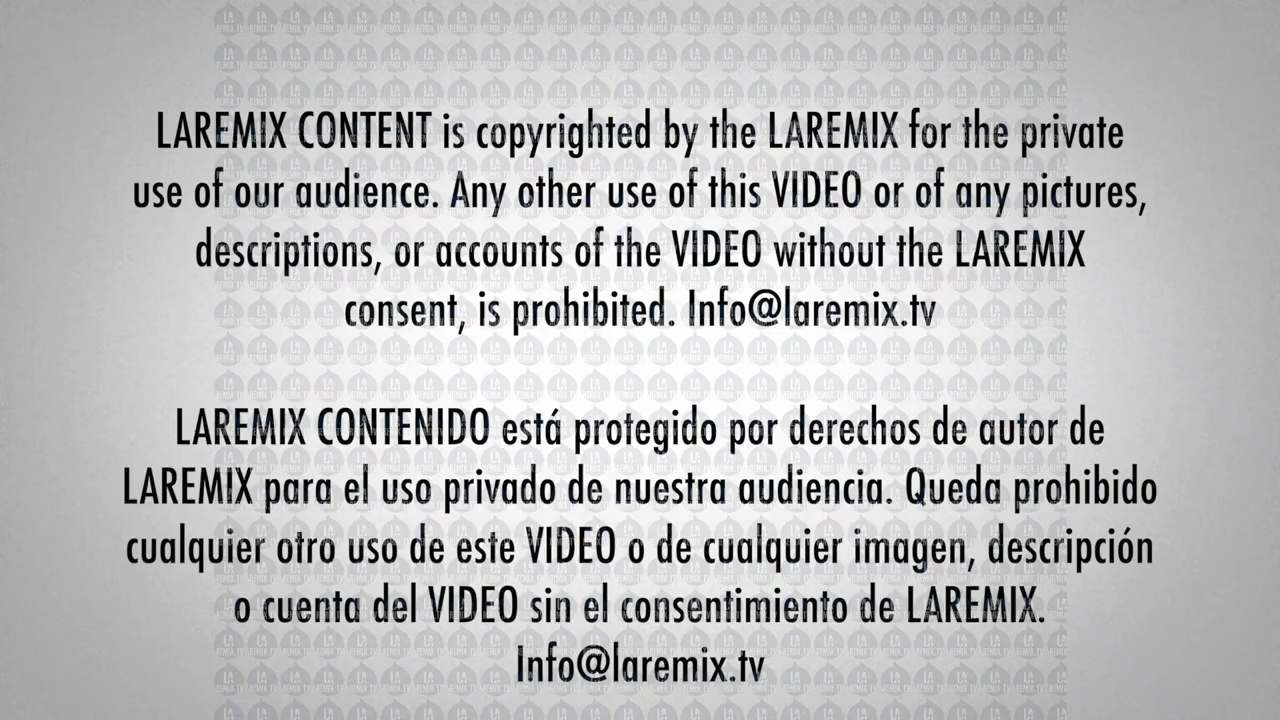 LAREMIX CONTENT is copyrighted by the LAREMIX for the private
use of our audience. Any other use of this VIDEO or of any pictures,
descriptions, or accounts of the VIDEO without the LAREMIX
consent, is prohibited. Info@laremix.tv
LAREMIX CONTENIDO está protegido por derechos de autor de
LAREMIX para el uso privado de nuestra audiencia. Queda prohibido
cualquier otro uso de este VIDEO o de cualquier imagen, descripción
o cuenta del VIDEO sin el consentimiento de LAREMIX.
Info@laremix.tv